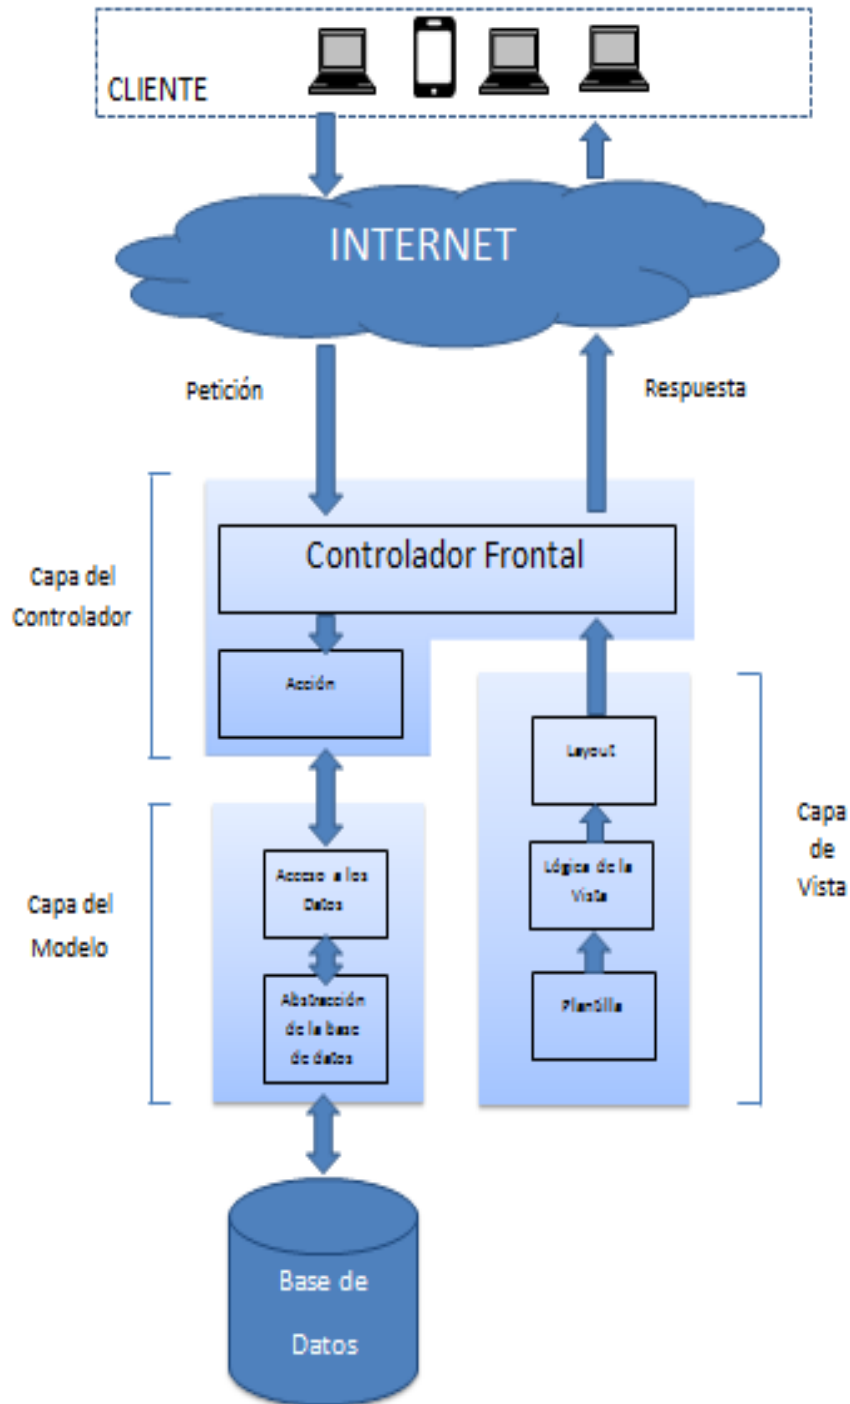 CLIENTE
INTERNET
Petición
Respuesta
Capa del
Controlador
Controlador Frontal
Acción
Layout
Lógica de la
Vista
Plantilla
Capa
de
Vista
Capa del
Modelo
Acceso a los
Datos
Abstracción
de la base
de datos
Base de
Datos